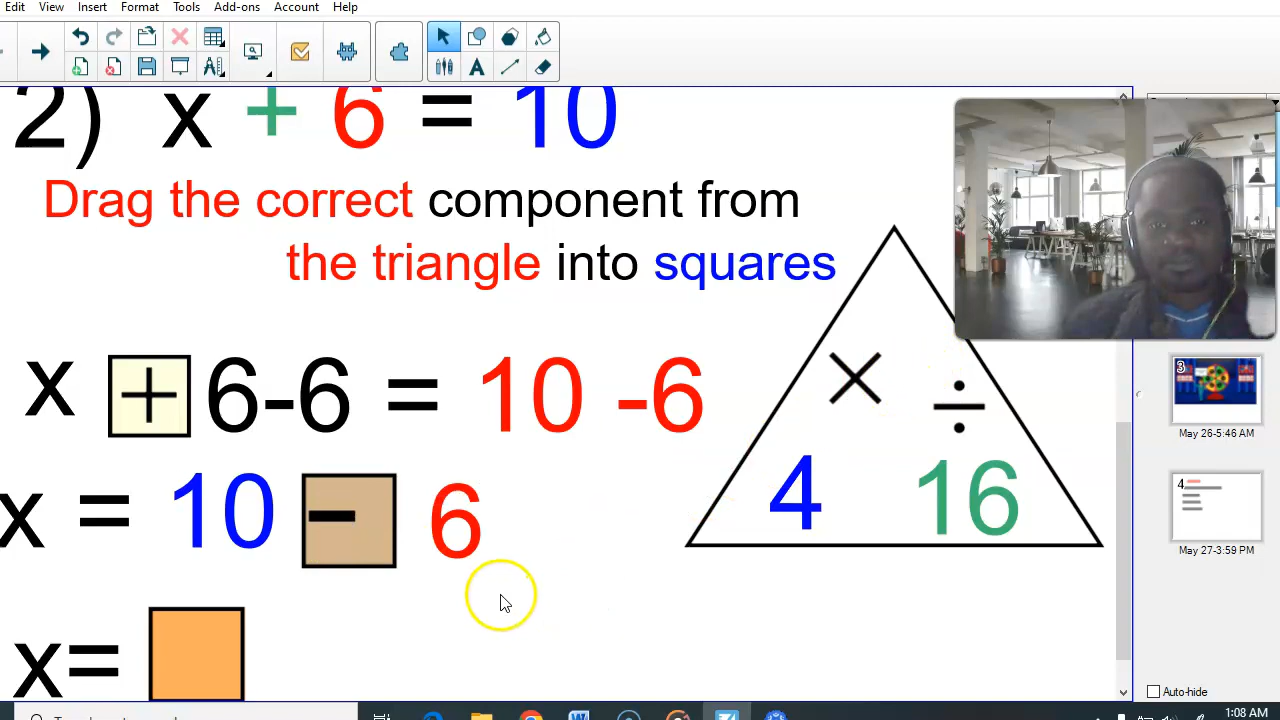 Edit View Insert Format Tools Add-ons Account Help
2) x + 6 = 10
Drag the correct component from
the triangle into squares
x + 6-6 = 10 -6
x = 10 - 6
x=
× ÷
4 16
3
May 26-5:46 AM
4
May 27-3:59 PM
Auto-hide
1:08 AM